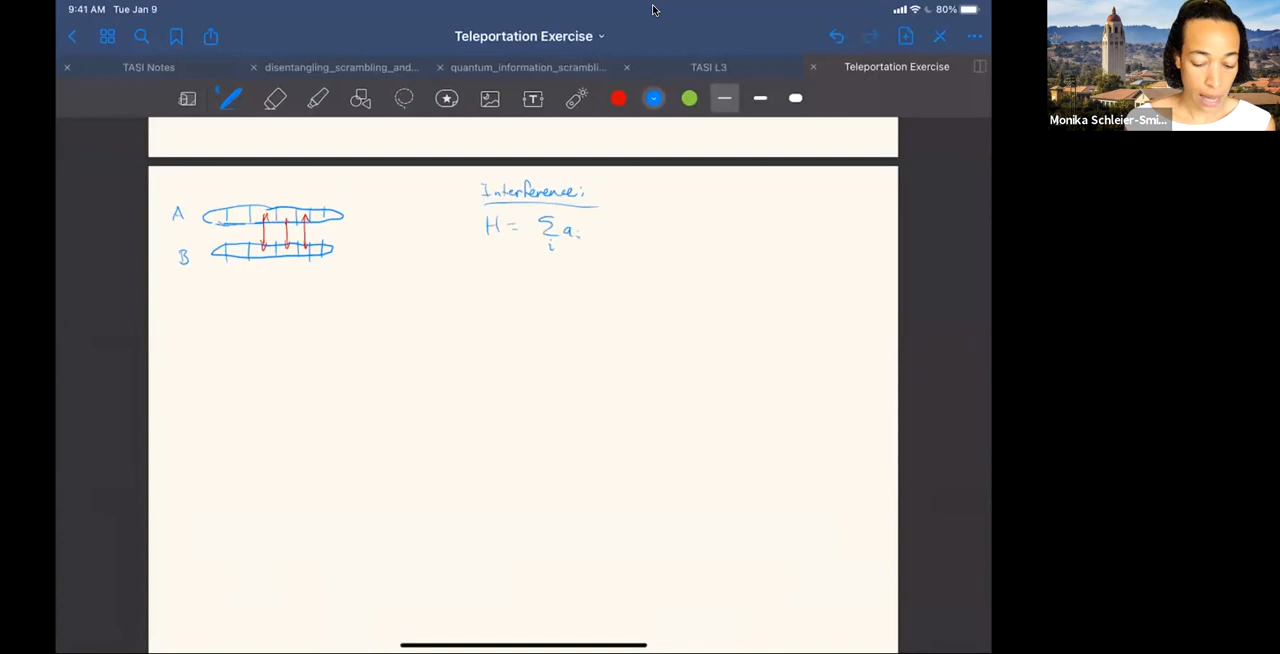 9:41 AM Tue Jan 9
80%
Teleportation Exercise
TASI Notes
disentangling_scrambling_and...
quantum_information_scrambli...
TASI L3
Teleportation Exercise
Monika Schleier-Smi...
Interference:
A
H = ∑ aᵢ
i
B